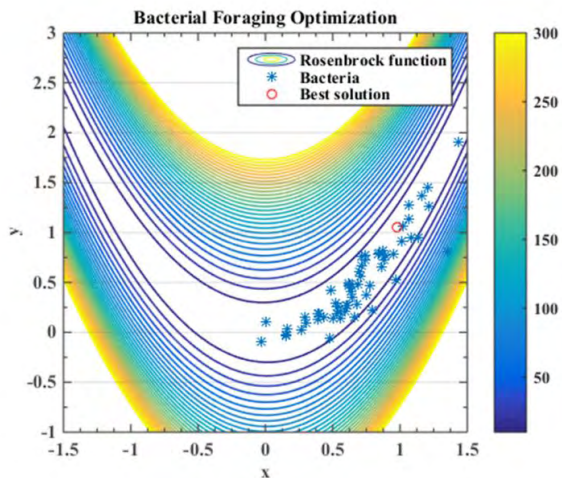 Bacterial Foraging Optimization
3
2.5
2
1.5
1
0.5
0
-0.5
-1
y
-1.5 -1 -0.5 0 0.5 1 1.5
x
Rosenbrock function
Bacteria
Best solution
300
250
200
150
100
50